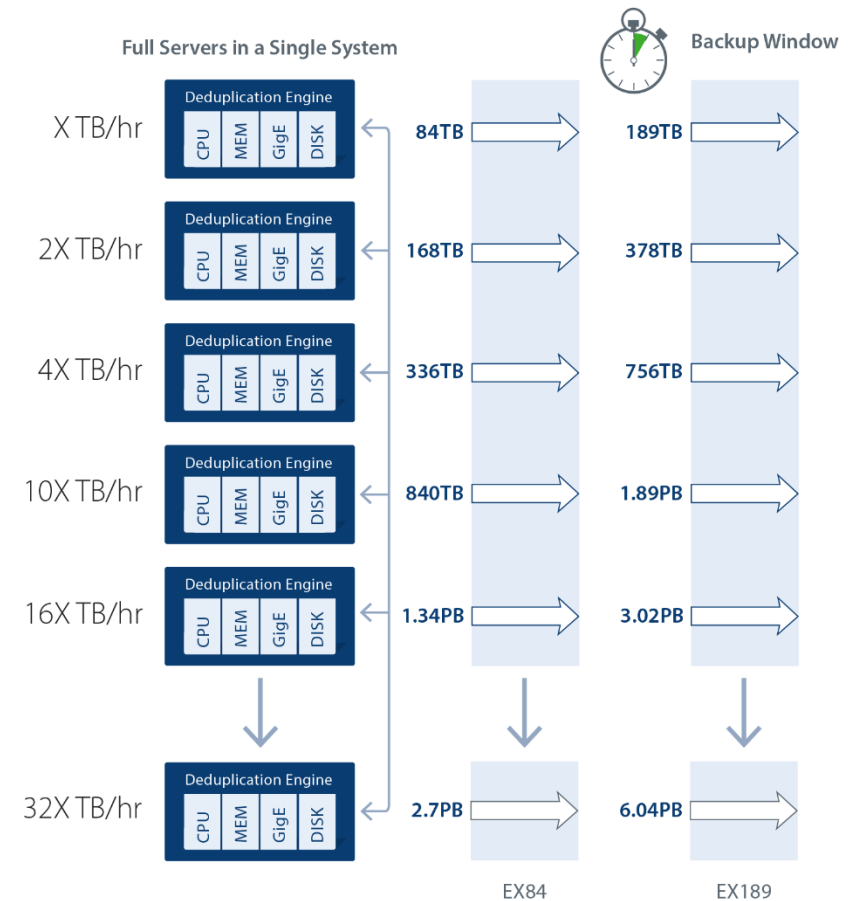 Full Servers in a Single System
Backup Window
X TB/hr
Deduplication Engine
CPU
MEM
GigE
DISK
84TB
189TB
2X TB/hr
Deduplication Engine
CPU
MEM
GigE
DISK
168TB
378TB
4X TB/hr
Deduplication Engine
CPU
MEM
GigE
DISK
336TB
756TB
10X TB/hr
Deduplication Engine
CPU
MEM
GigE
DISK
840TB
1.89PB
16X TB/hr
Deduplication Engine
CPU
MEM
GigE
DISK
1.34PB
3.02PB
32X TB/hr
Deduplication Engine
CPU
MEM
GigE
DISK
2.7PB
6.04PB
EX84
EX189